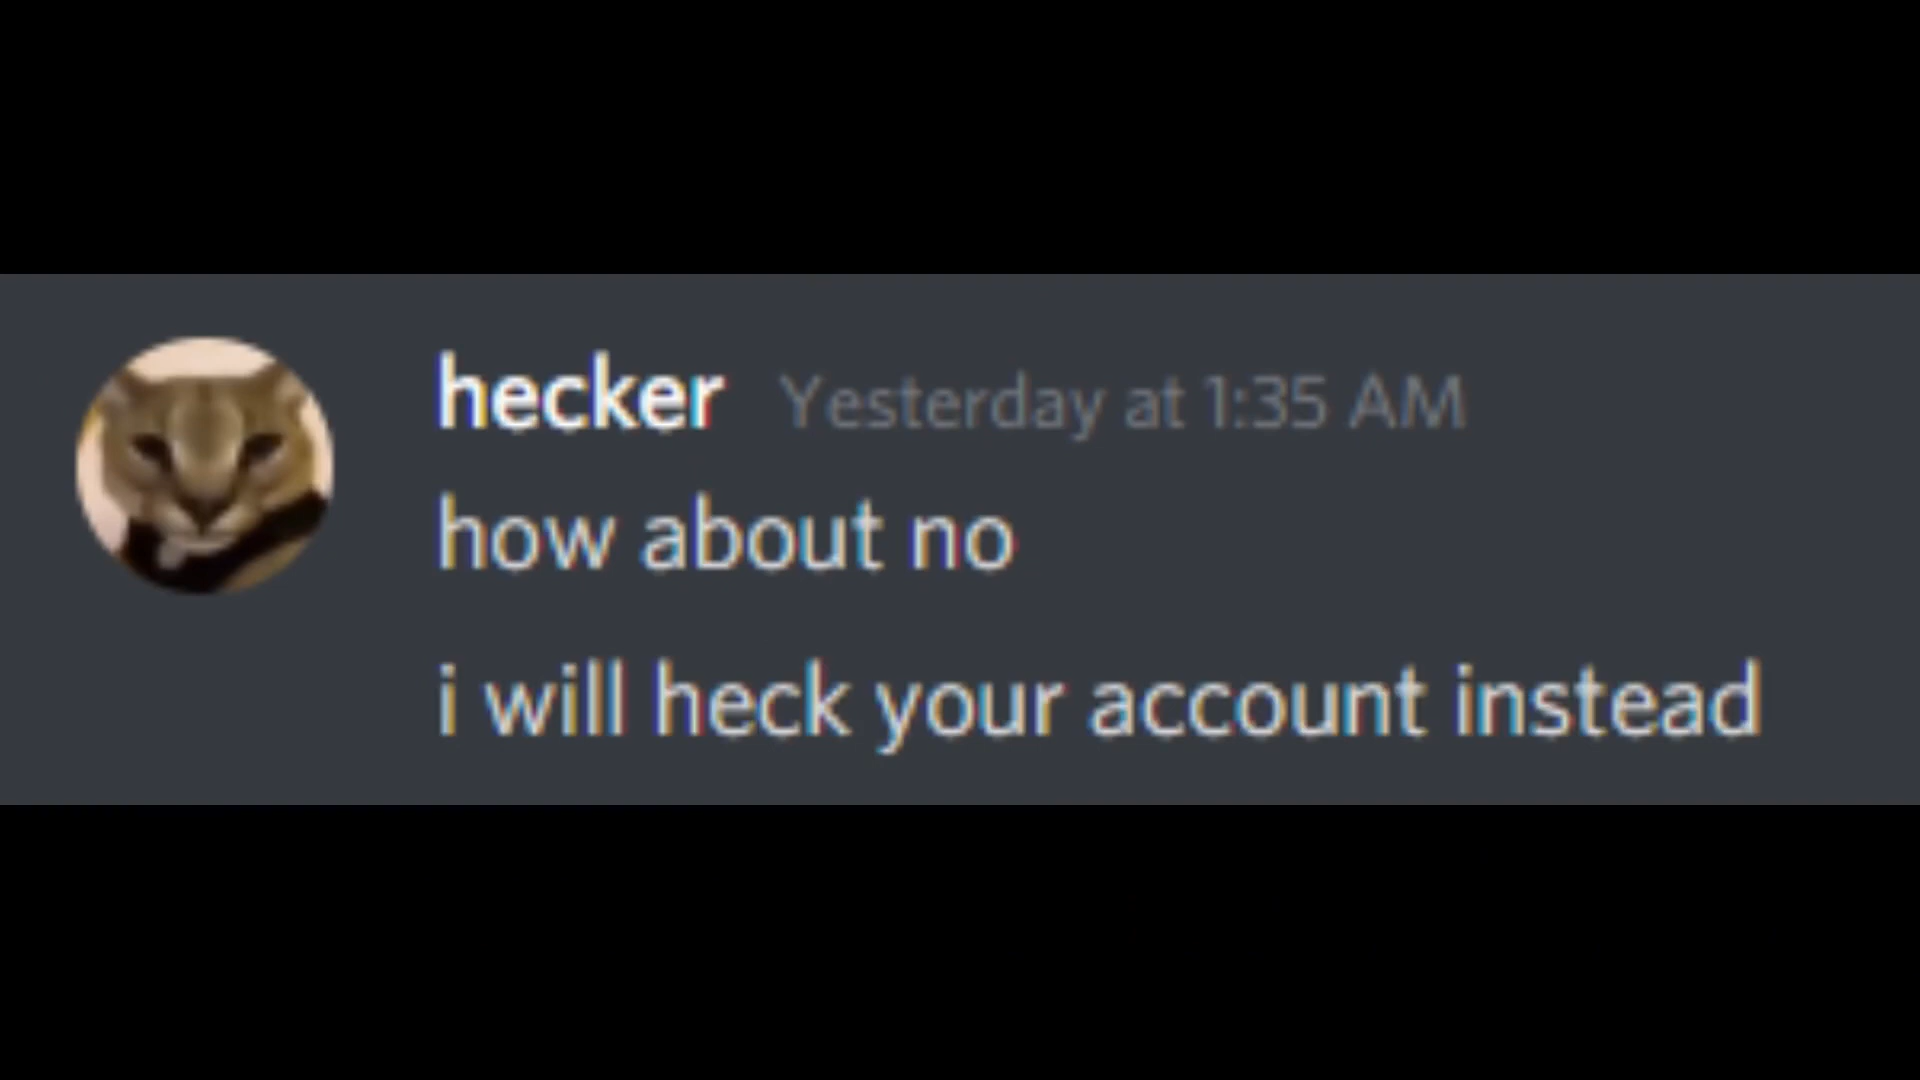 hecker Yesterday at 1:35 AM
how about no
i will heck your account instead